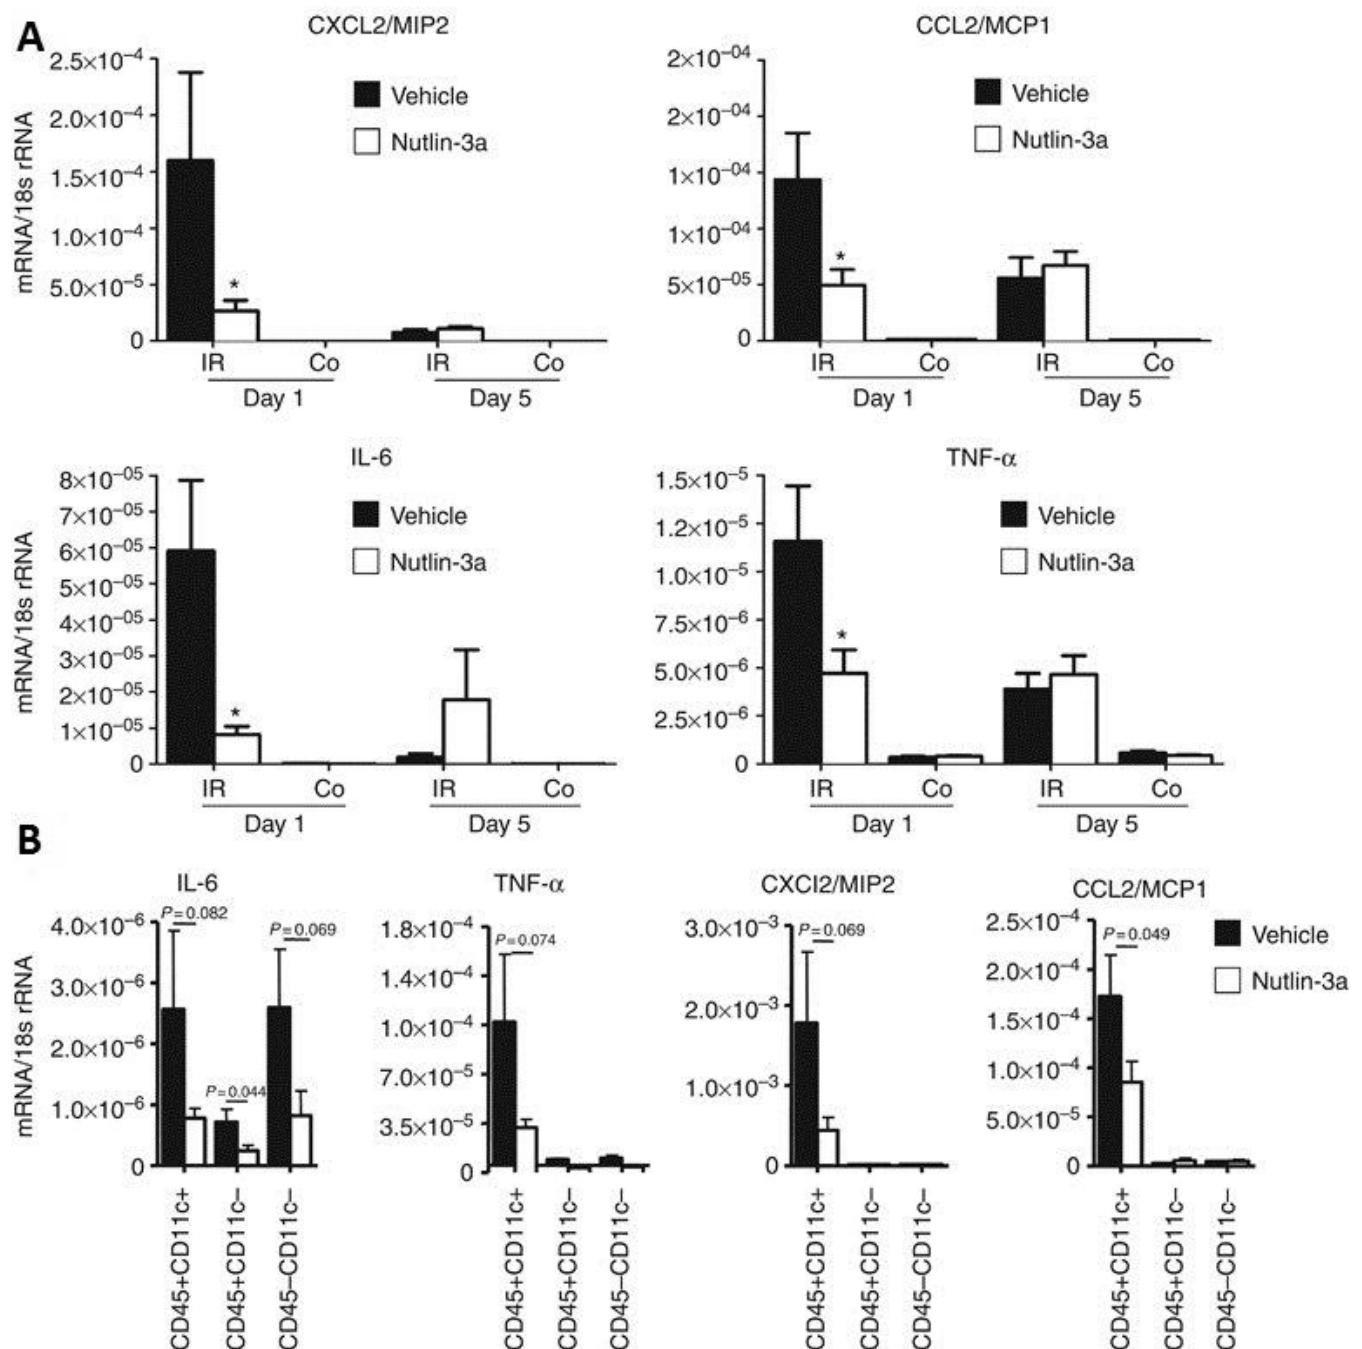 A
CXCL2/MIP2
mRNA/18s rRNA
2.5×10⁻⁴
2.0×10⁻⁴
1.5×10⁻⁴
1.0×10⁻⁴
5.0×10⁻⁵
0
Vehicle
Nutlin-3a
*
IR Co IR Co
Day 1 Day 5
CCL2/MCP1
2×10⁻⁰⁴
2×10⁻⁰⁴
1×10⁻⁰⁴
1×10⁻⁰⁴
5×10⁻⁰⁵
0
Vehicle
Nutlin-3a
*
IR Co IR Co
Day 1 Day 5
IL-6
mRNA/18s rRNA
8×10⁻⁰⁵
7×10⁻⁰⁵
6×10⁻⁰⁵
5×10⁻⁰⁵
4×10⁻⁰⁵
3×10⁻⁰⁵
2×10⁻⁰⁵
1×10⁻⁰⁵
0
Vehicle
Nutlin-3a
*
IR Co IR Co
Day 1 Day 5
TNF-α
1.5×10⁻⁵
1.2×10⁻⁵
1.0×10⁻⁵
7.5×10⁻⁶
5.0×10⁻⁶
2.5×10⁻⁶
0
Vehicle
Nutlin-3a
*
IR Co IR Co
Day 1 Day 5
B
IL-6
mRNA/18s rRNA
4.0×10⁻⁶
3.0×10⁻⁶
2.0×10⁻⁶
1.0×10⁻⁶
0
P=0.082
P=0.069
P=0.044
CD45+CD11c+
CD45+CD11c–
CD45–CD11c–
TNF-α
1.8×10⁻⁴
1.4×10⁻⁴
1.0×10⁻⁴
7.0×10⁻⁵
3.5×10⁻⁵
0
P=0.074
CD45+CD11c+
CD45+CD11c–
CD45–CD11c–
CXCl2/MIP2
3.0×10⁻³
2.0×10⁻³
1.0×10⁻³
0
P=0.069
CD45+CD11c+
CD45+CD11c–
CD45–CD11c–
CCL2/MCP1
2.5×10⁻⁴
2.0×10⁻⁴
1.5×10⁻⁴
1.0×10⁻⁴
5.0×10⁻⁵
0
P=0.049
CD45+CD11c+
CD45+CD11c–
CD45–CD11c–
Vehicle
Nutlin-3a